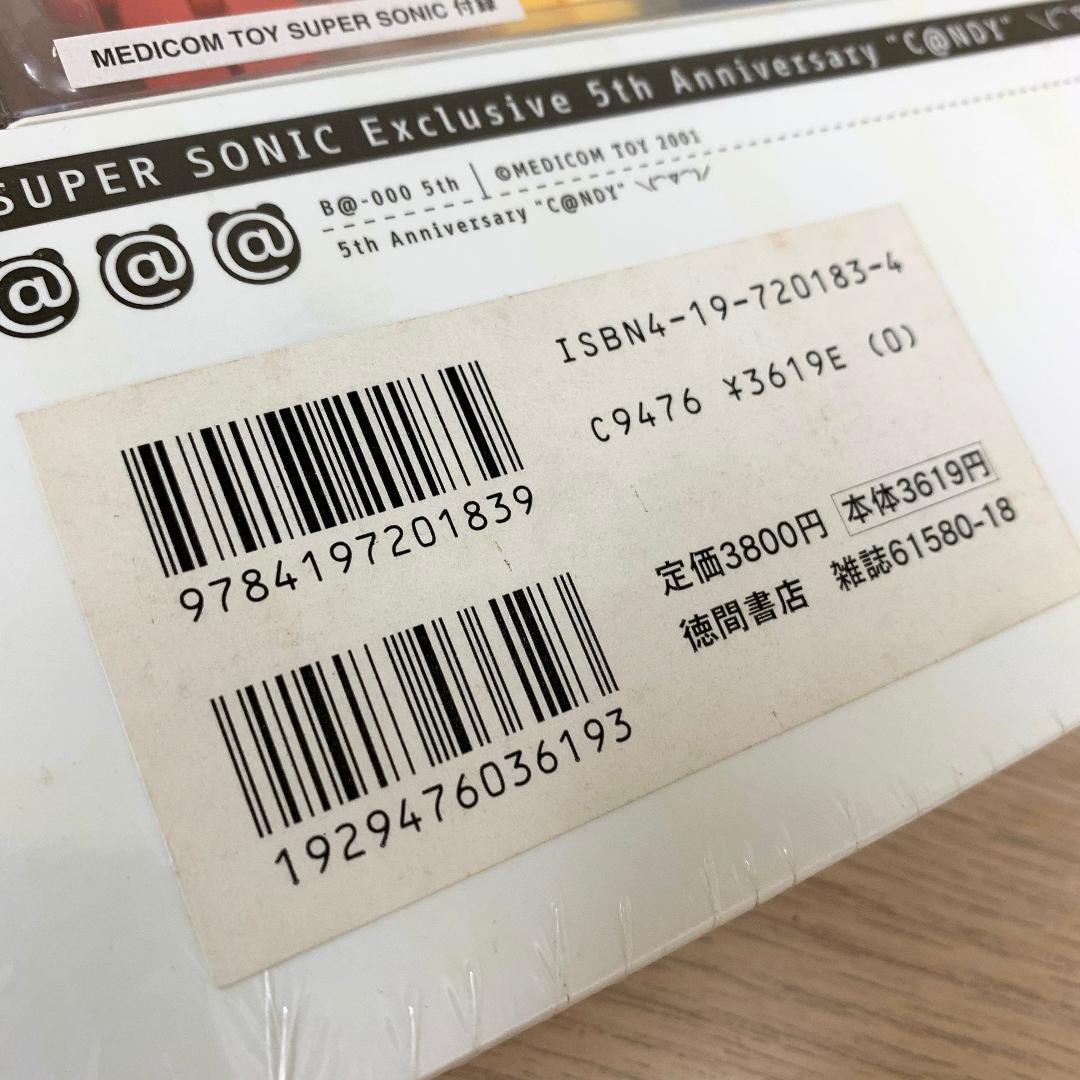 MEDICOM TOY SUPER SONIC 付録
SUPER SONIC Exclusive 5th Anniversary "C@NDY"
@ @ @
B@-000 5th | ©MEDICOM TOY 2001
5th Anniversary "C@NDY" \(^▽^)/
ISBN4-19-720183-4
C9476 ¥3619E (0)
9784197201839
定価3800円 本体3619円
徳間書店 雑誌61580-18
1929476036193